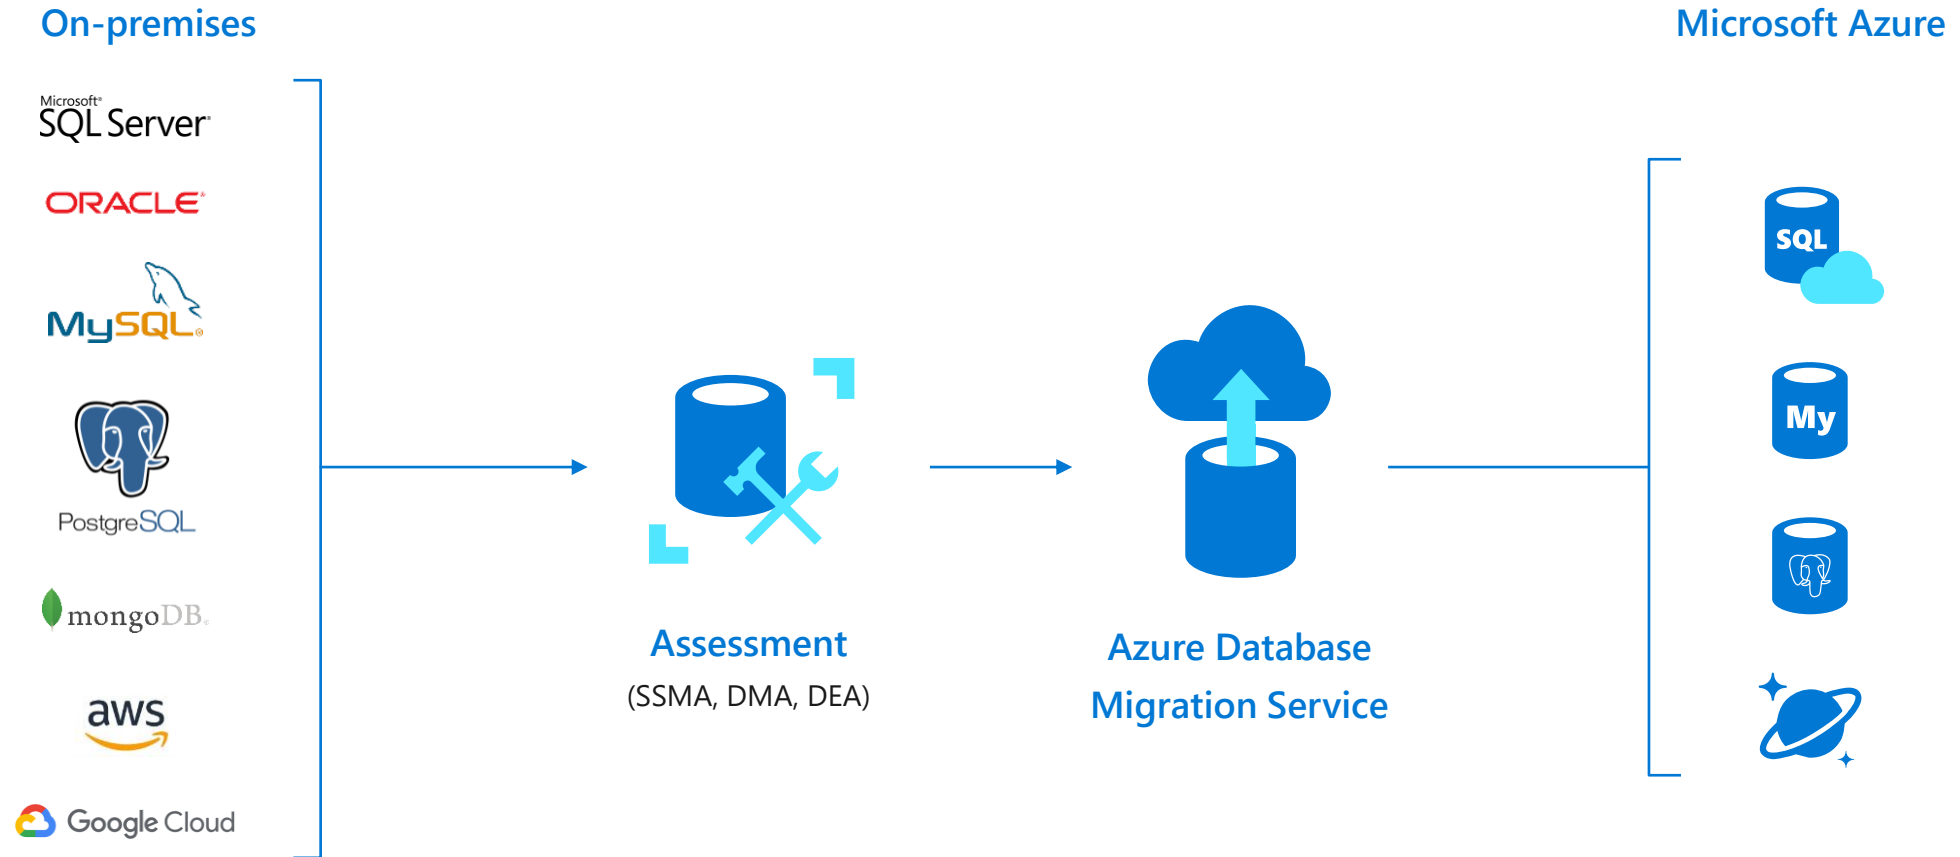 On-premises
Microsoft Azure
Microsoft®
SQL Server®
ORACLE®
MySQL®
PostgreSQL
mongoDB®
aws
Google Cloud
Assessment
(SSMA, DMA, DEA)
Azure Database
Migration Service
SQL
My